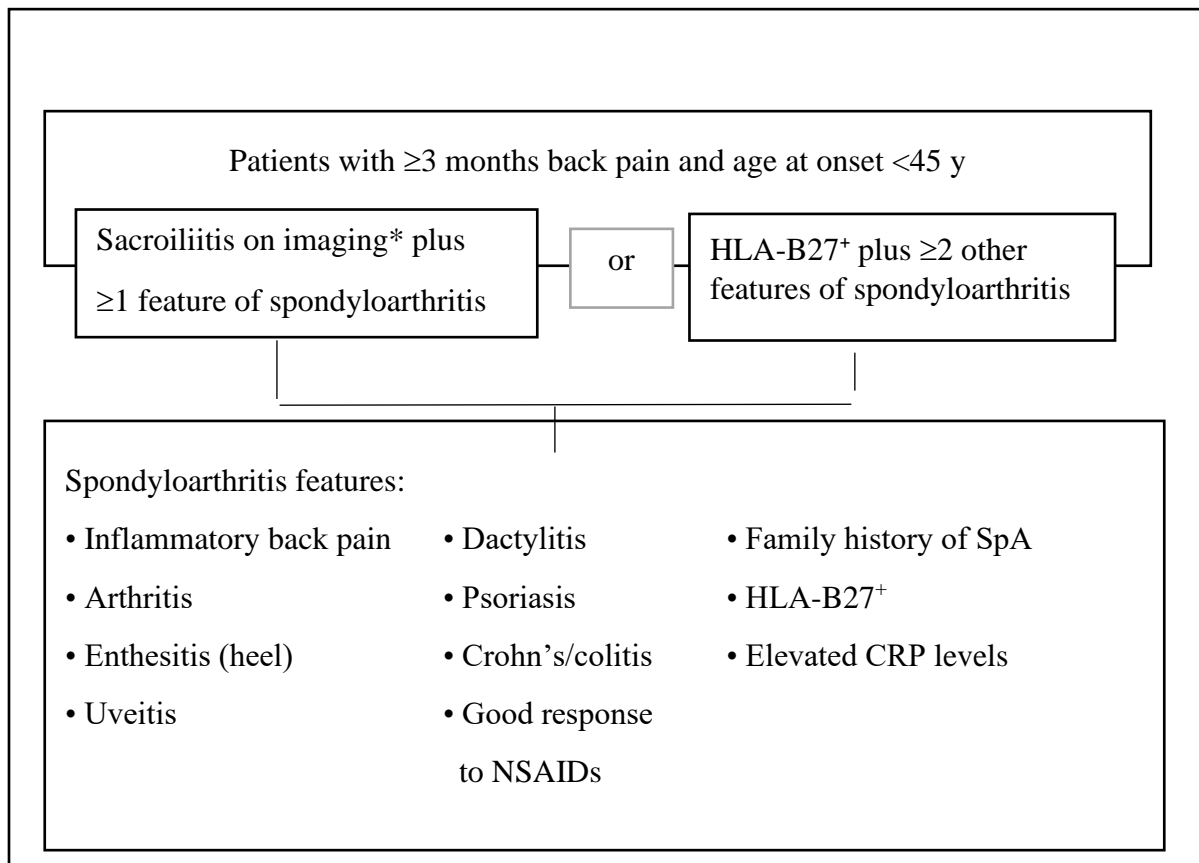 Patients with ≥3 months back pain and age at onset <45 y
Sacroiliitis on imaging* plus
≥1 feature of spondyloarthritis
or
HLA-B27⁺ plus ≥2 other
features of spondyloarthritis
Spondyloarthritis features:
• Inflammatory back pain
• Arthritis
• Enthesitis (heel)
• Uveitis
• Dactylitis
• Psoriasis
• Crohn’s/colitis
• Good response
to NSAIDs
• Family history of SpA
• HLA-B27⁺
• Elevated CRP levels